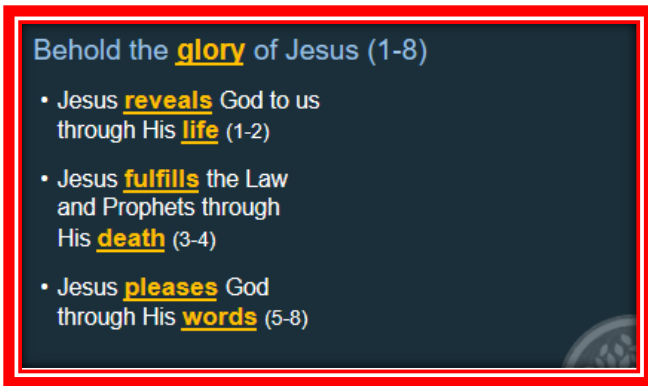 Behold the glory of Jesus (1-8)
• Jesus reveals God to us
through His life (1-2)
• Jesus fulfills the Law
and Prophets through
His death (3-4)
• Jesus pleases God
through His words (5-8)